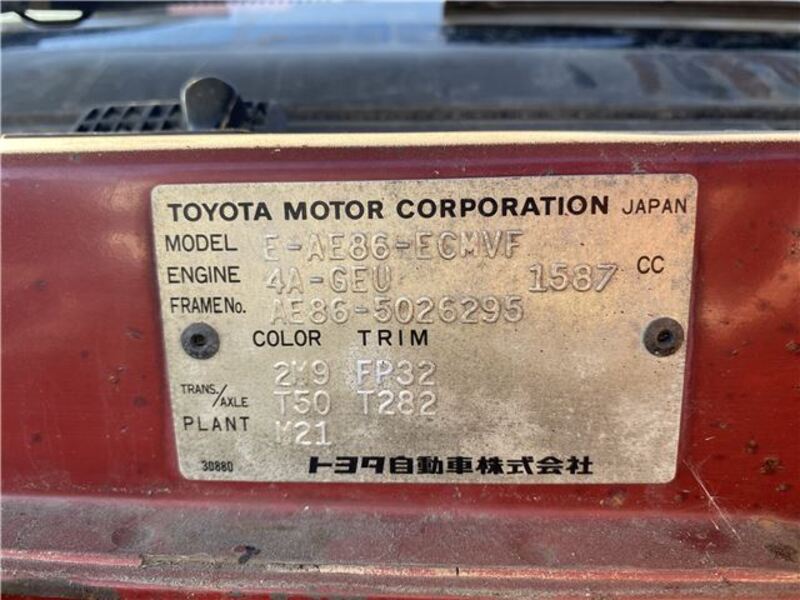 TOYOTA MOTOR CORPORATION JAPAN
MODEL E-AE86-ECMVF
ENGINE 4A-GEU 1587 CC
FRAME No. AE86-5026295
COLOR TRIM
2M9 FP32
TRANS./AXLE T50 T282
PLANT M21
30880 トヨタ自動車株式会社